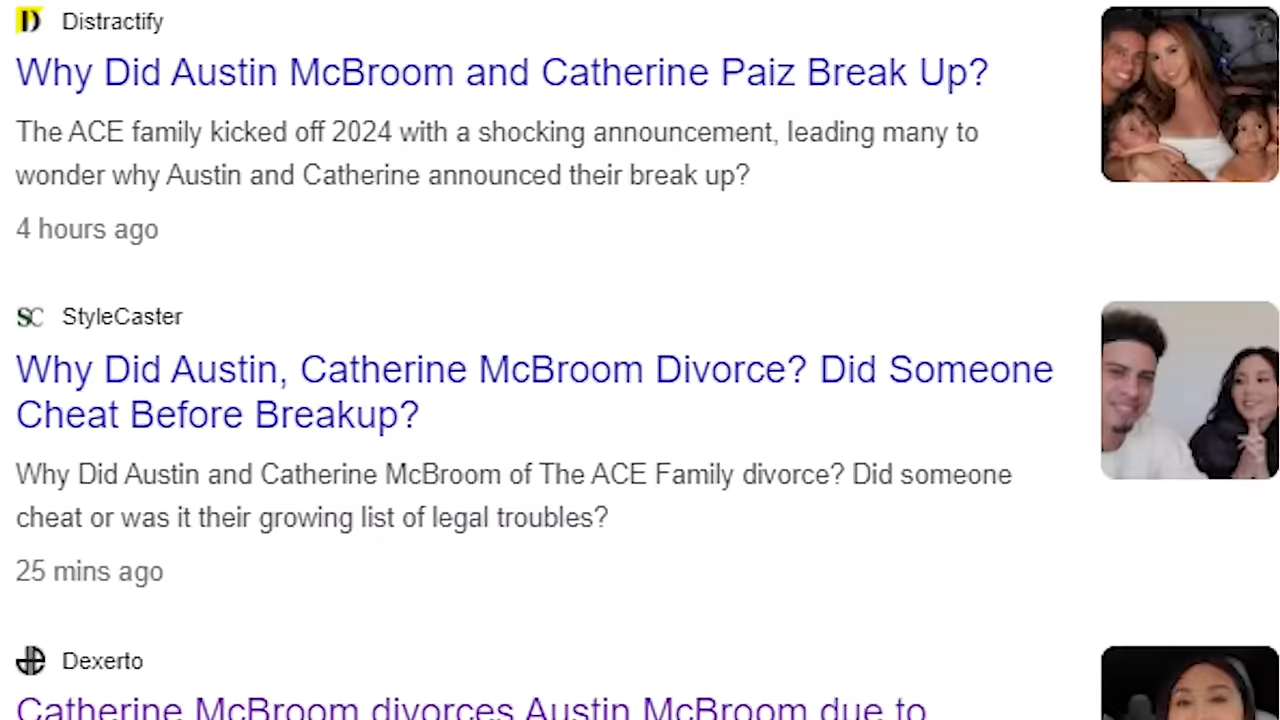 Distractify
Why Did Austin McBroom and Catherine Paiz Break Up?
The ACE family kicked off 2024 with a shocking announcement, leading many to
wonder why Austin and Catherine announced their break up?
4 hours ago
SC StyleCaster
Why Did Austin, Catherine McBroom Divorce? Did Someone
Cheat Before Breakup?
Why Did Austin and Catherine McBroom of The ACE Family divorce? Did someone
cheat or was it their growing list of legal troubles?
25 mins ago
Dexerto
Catherine McBroom divorces Austin McBroom due to